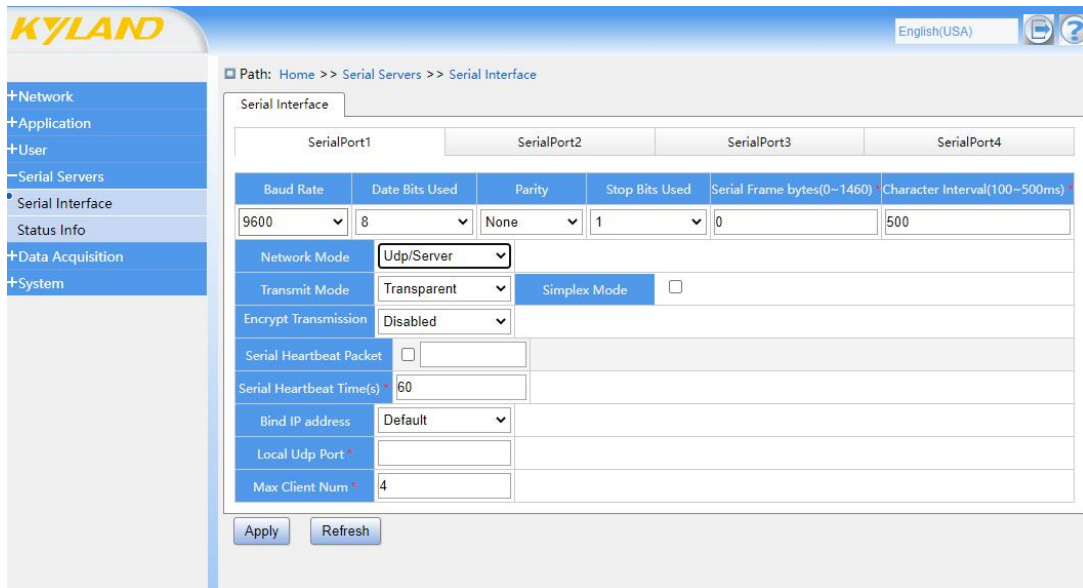 KYLAND
English(USA)
Path: Home >> Serial Servers >> Serial Interface
+Network
+Application
+User
−Serial Servers
Serial Interface
Status Info
+Data Acquisition
+System
Serial Interface
SerialPort1 SerialPort2 SerialPort3 SerialPort4
Baud Rate Date Bits Used Parity Stop Bits Used Serial Frame bytes(0~1460) * Character Interval(100~500ms) *
9600 8 None 1 0 500
Network Mode Udp/Server
Transmit Mode Transparent Simplex Mode
Encrypt Transmission Disabled
Serial Heartbeat Packet
Serial Heartbeat Time(s) * 60
Bind IP address Default
Local Udp Port *
Max Client Num * 4
Apply Refresh